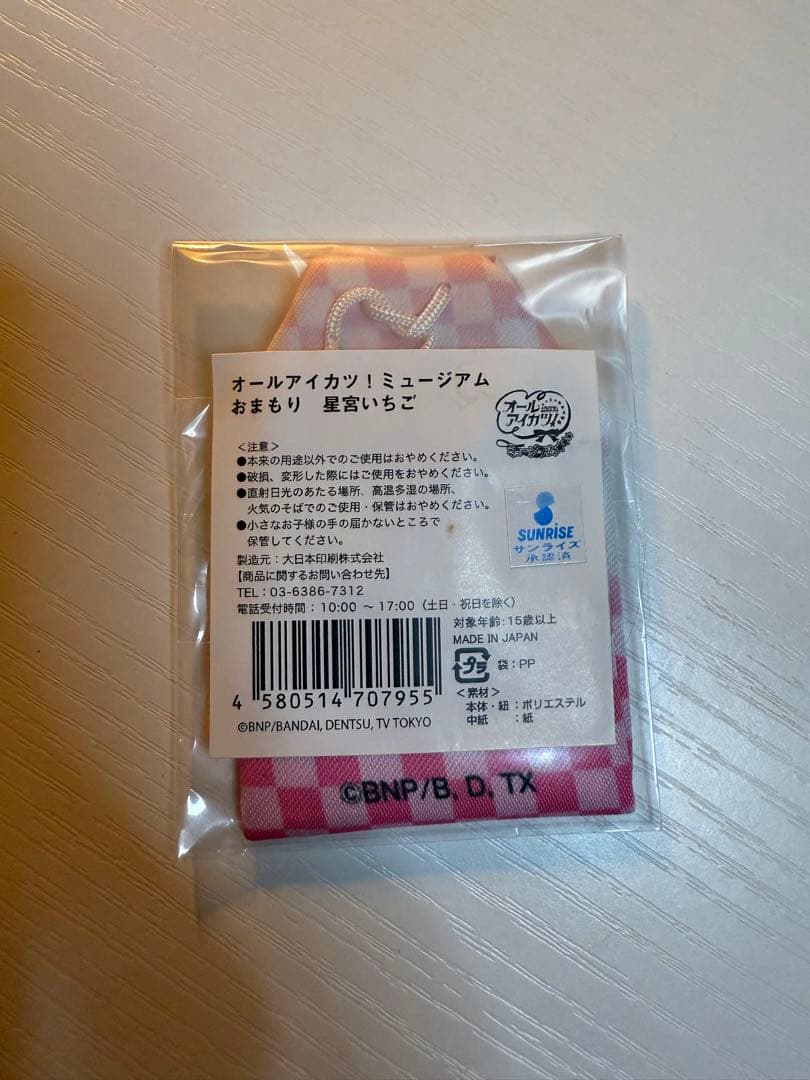 オールアイカツ！ミュージアム
おまもり　星宮いちご
オール
アイカツ！
ミュージアム
＜注意＞
●本来の用途以外でのご使用はおやめください。
●破損、変形した際にはご使用をおやめください。
●直射日光のあたる場所、高温多湿の場所、
火気のそばでのご使用・保管はおやめください。
●小さなお子様の手の届かないところで
保管してください。
SUNRISE
サンライズ
承認済
製造元：大日本印刷株式会社
【商品に関するお問い合わせ先】
TEL：03-6386-7312
電話受付時間：10:00 ～17:00（土日・祝日を除く）
対象年齢：15歳以上
MADE IN JAPAN
プラ 袋：PP
＜素材＞
本体・紐：ポリエステル
中紙　　：紙
4 580514 707955
©BNP/BANDAI, DENTSU, TV TOKYO
©BNP/B, D, TX